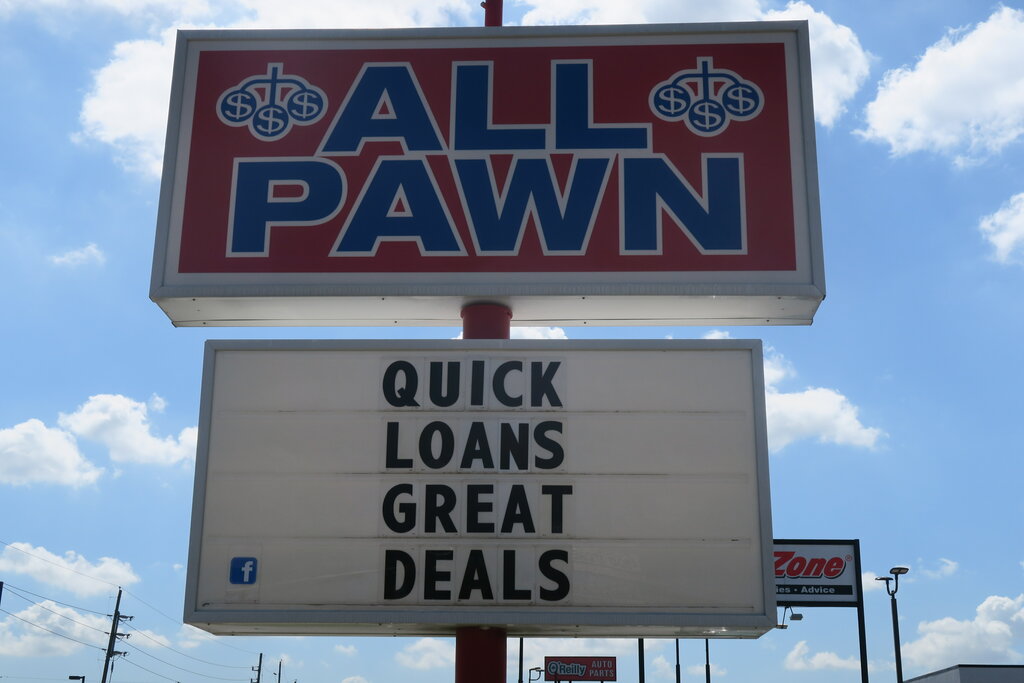 ALL
PAWN
QUICK
LOANS
GREAT
DEALS
f
Zone®
• Advice
O'Reilly AUTO
PARTS
$
$
$
$
$
$